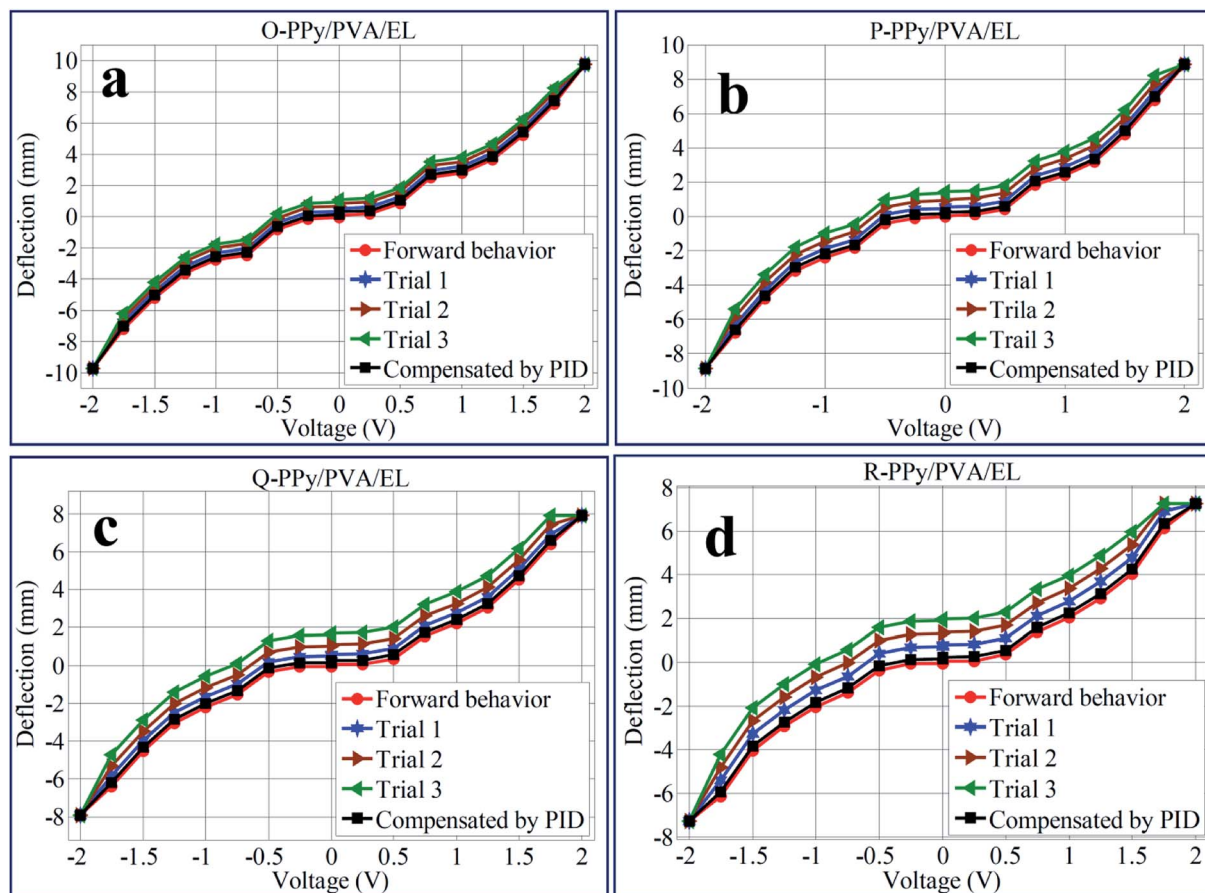 O-PPy/PVA/EL
a
10
8
6
4
2
0
-2
-4
-6
-8
-10
Deflection (mm)
Forward behavior
Trial 1
Trial 2
Trial 3
Compensated by PID
-2 -1.5 -1 -0.5 0 0.5 1 1.5 2
Voltage (V)
P-PPy/PVA/EL
b
10
8
6
4
2
0
-2
-4
-6
-8
-10
Deflection (mm)
Forward behavior
Trial 1
Trila 2
Trail 3
Compensated by PID
-2 -1 0 1 2
Voltage (V)
Q-PPy/PVA/EL
c
8
6
4
2
0
-2
-4
-6
-8
Deflection (mm)
Forward behavior
Trial 1
Trial 2
Trial 3
Compensated by PID
-2 -1.5 -1 -0.5 0 0.5 1 1.5 2
Voltage (V)
R-PPy/PVA/EL
d
8
6
4
2
0
-2
-4
-6
-8
Deflection (mm)
Forward behavior
Trial 1
Trial 2
Trial 3
Compensated by PID
-2 -1.5 -1 -0.5 0 0.5 1 1.5 2
Voltage (V)